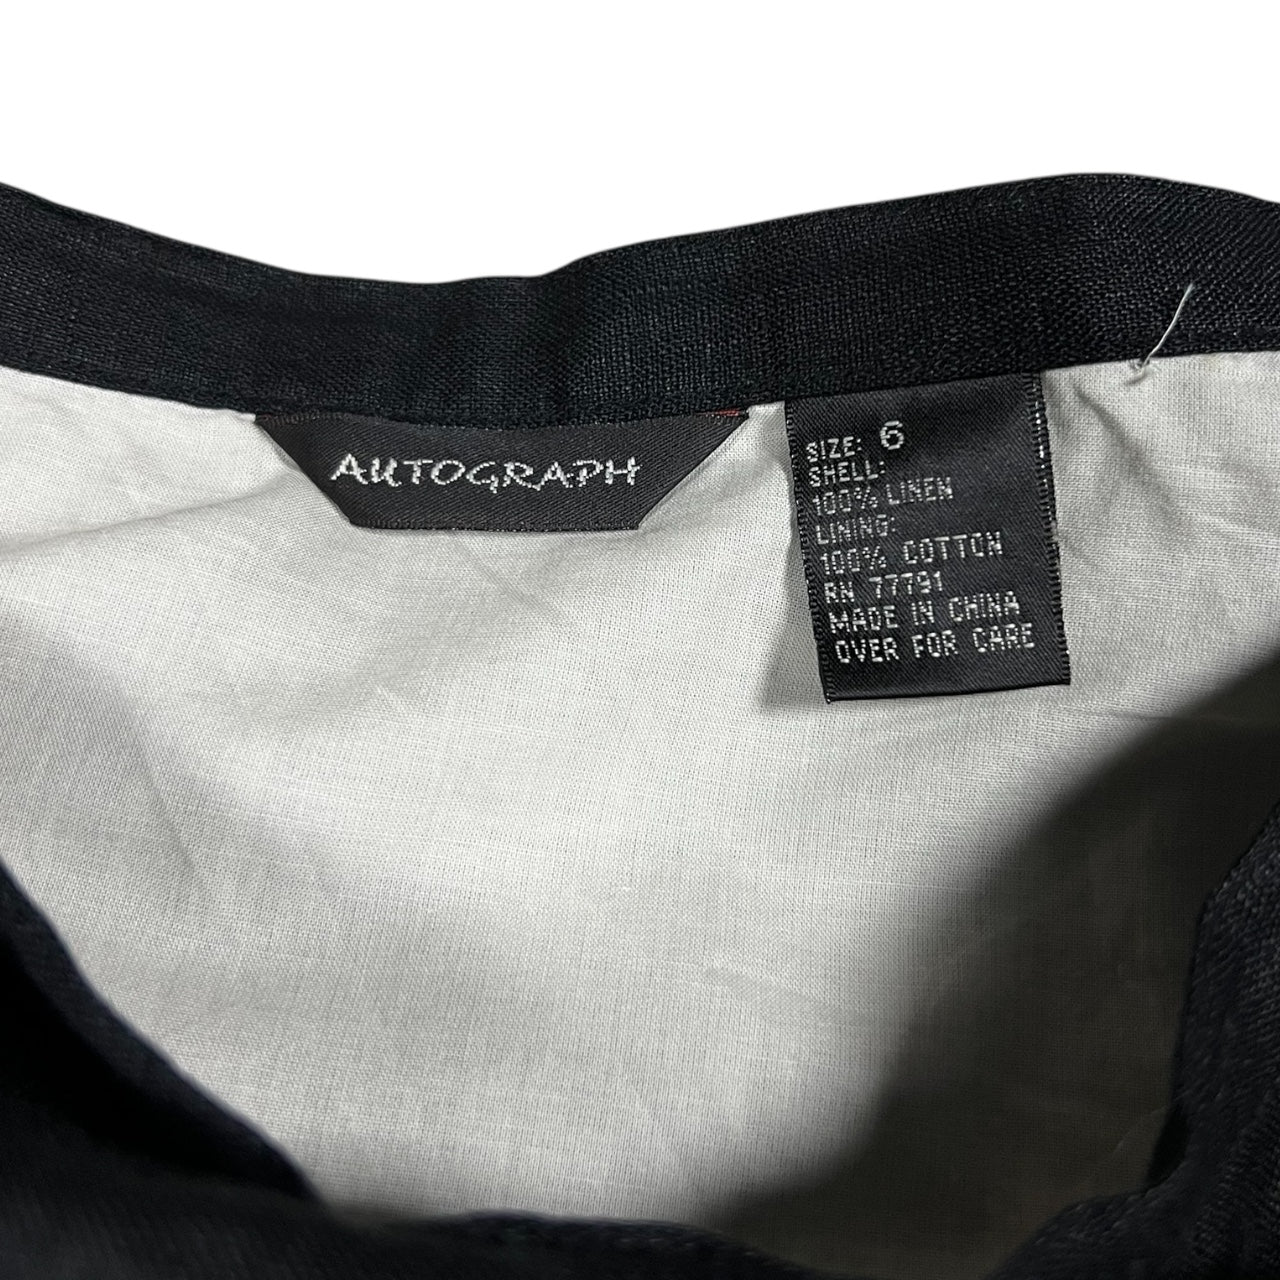 AUTOGRAPH
SIZE: 6
SHELL:
100% LINEN
LINING:
100% COTTON
RN 77791
MADE IN CHINA
OVER FOR CARE